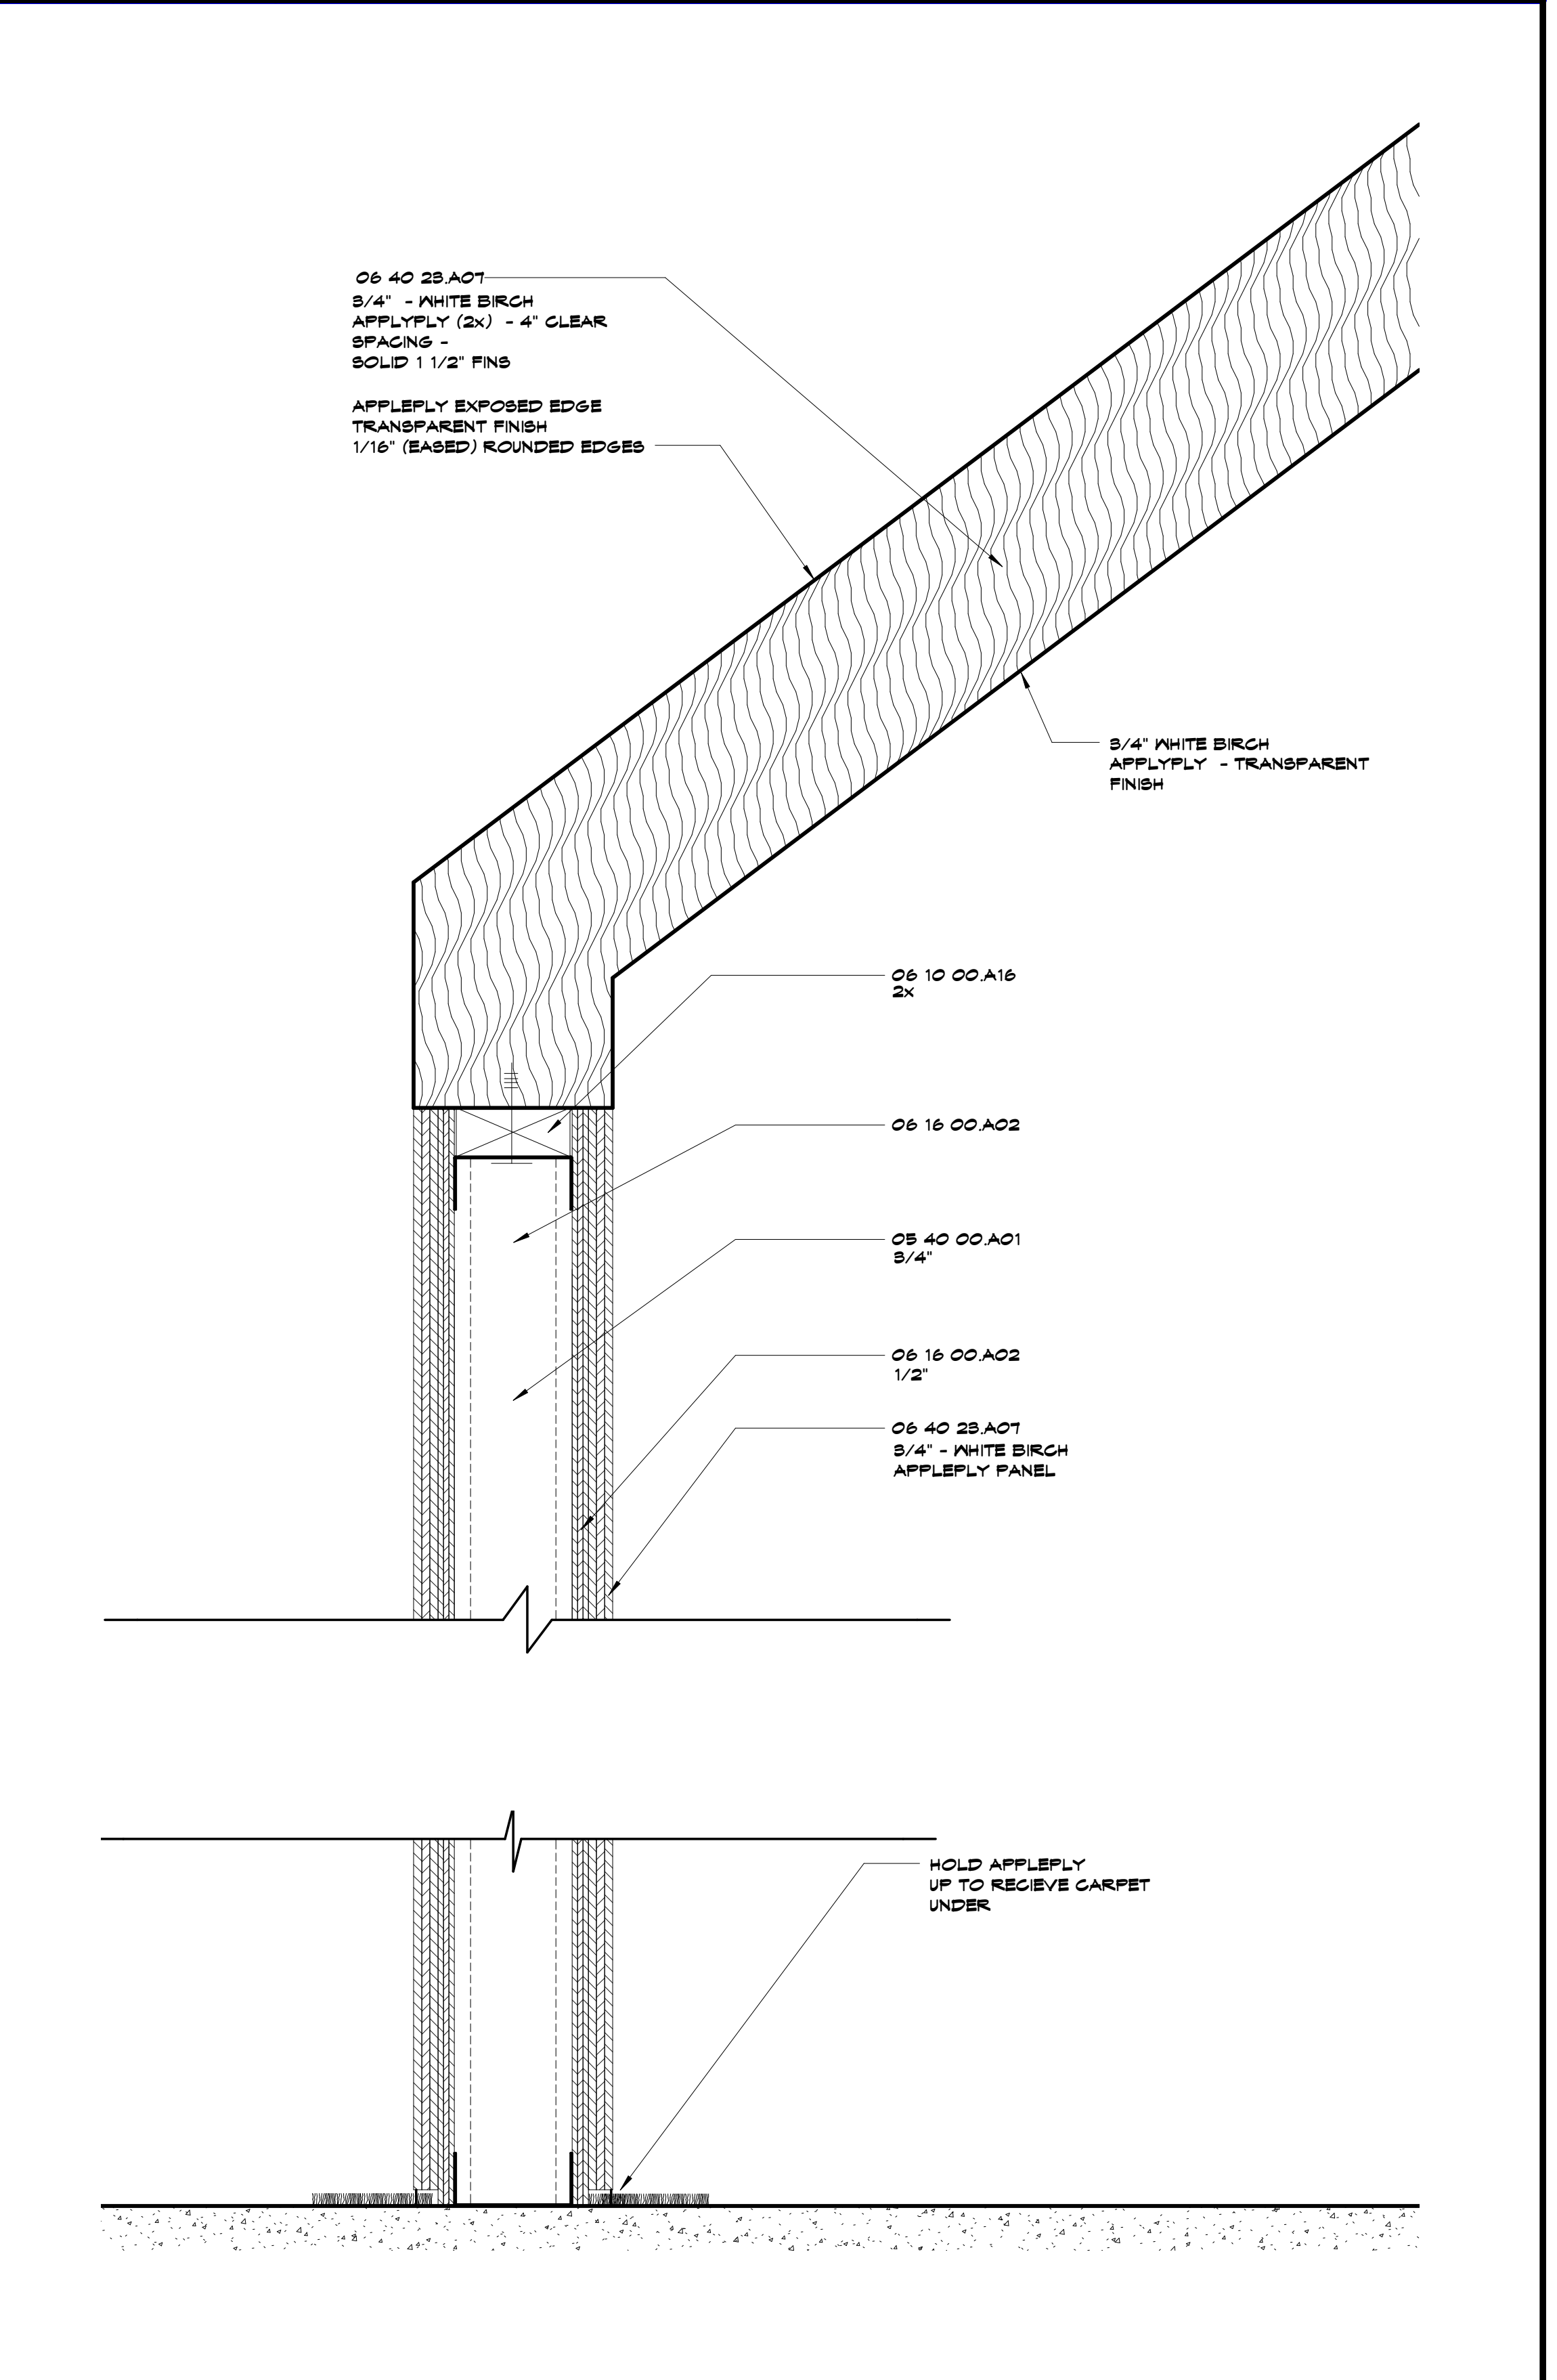 06 40 23.A07
3/4"  - WHITE BIRCH
APPLYPLY (2x)  - 4" CLEAR
SPACING -
SOLID 1 1/2" FINS
APPLEPLY EXPOSED EDGE
TRANSPARENT FINISH
1/16" (EASED) ROUNDED EDGES
3/4" WHITE BIRCH
APPLYPLY  - TRANSPARENT
FINISH
06 10 00.A16
2x
06 16 00.A02
05 40 00.A01
3/4"
06 16 00.A02
1/2"
06 40 23.A07
3/4" - WHITE BIRCH
APPLEPLY PANEL
HOLD APPLEPLY
UP TO RECIEVE CARPET
UNDER